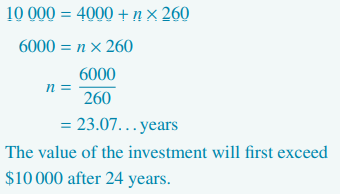 10 000 = 4000 + n × 260
6000 = n × 260
n = 6000/260
= 23.07... years
The value of the investment will first exceed
$10 000 after 24 years.